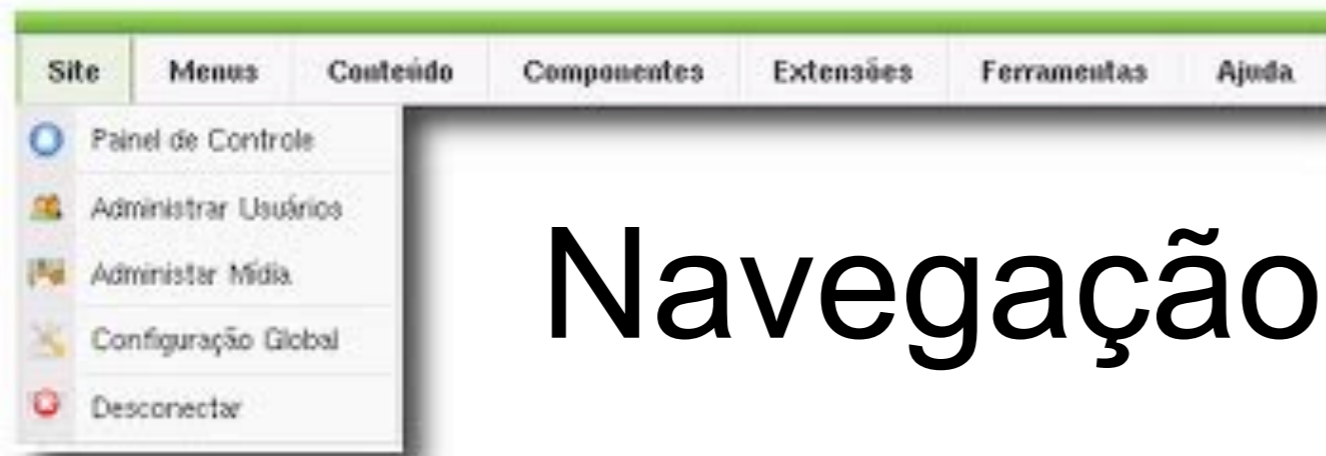 Site Menus Conteúdo Componentes Extensões Ferramentas Ajuda
Painel de Controle
Administrar Usuários
Administar Mídia
Configuração Global
Desconectar
Navegação